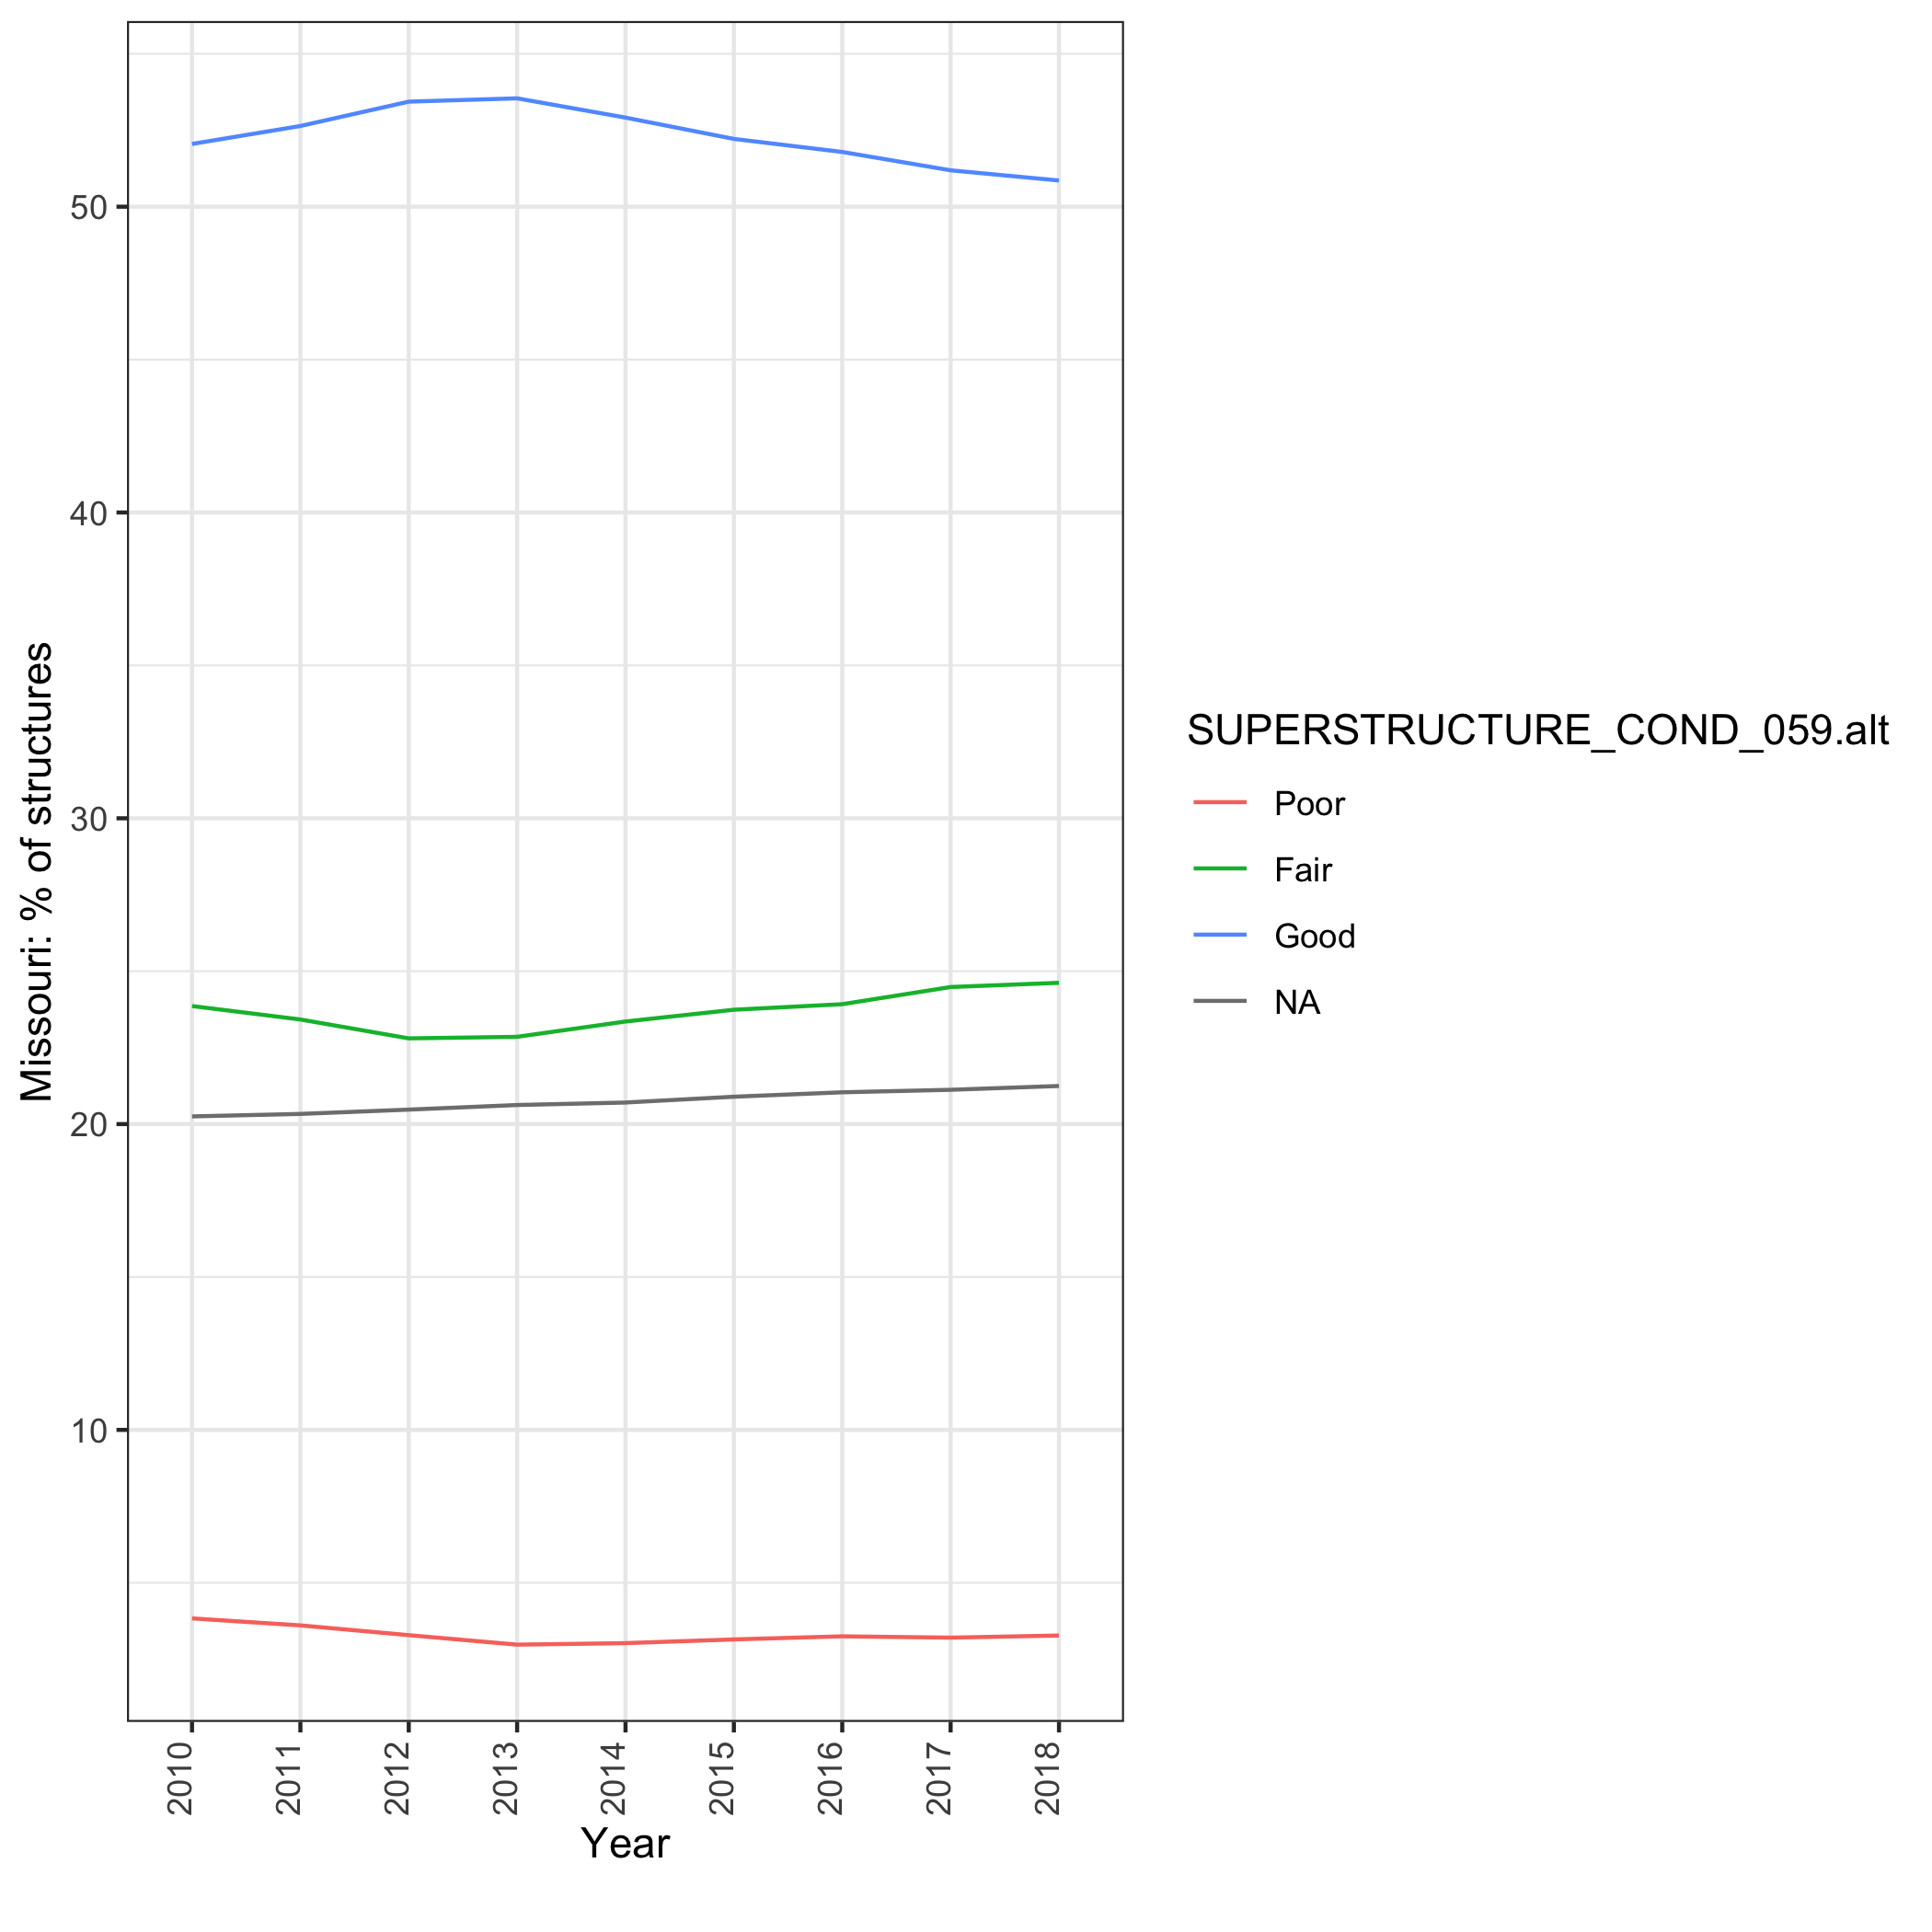 Missouri: % of structures
50
40
30
20
10
2010
2011
2012
2013
2014
2015
2016
2017
2018
Year
SUPERSTRUCTURE_COND_059.alt
Poor
Fair
Good
NA